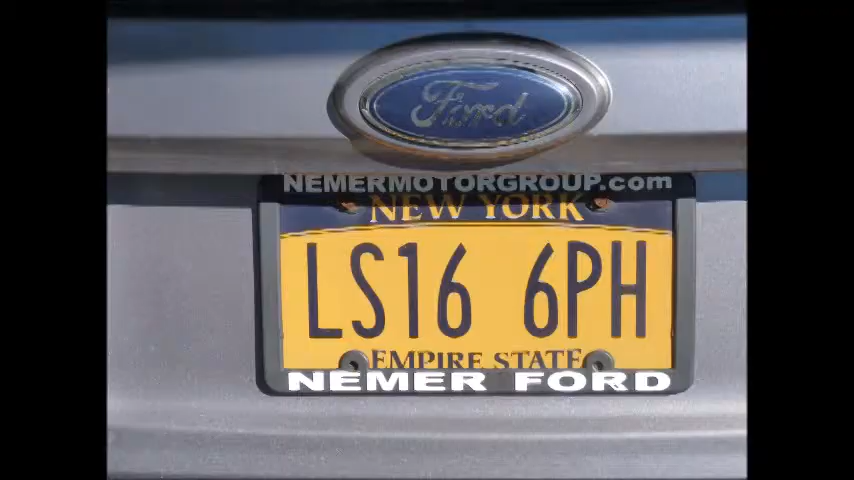 Ford
NEMERMOTORGROUP.com
NEW YORK
LS16 6PH
EMPIRE STATE
NEMER FORD